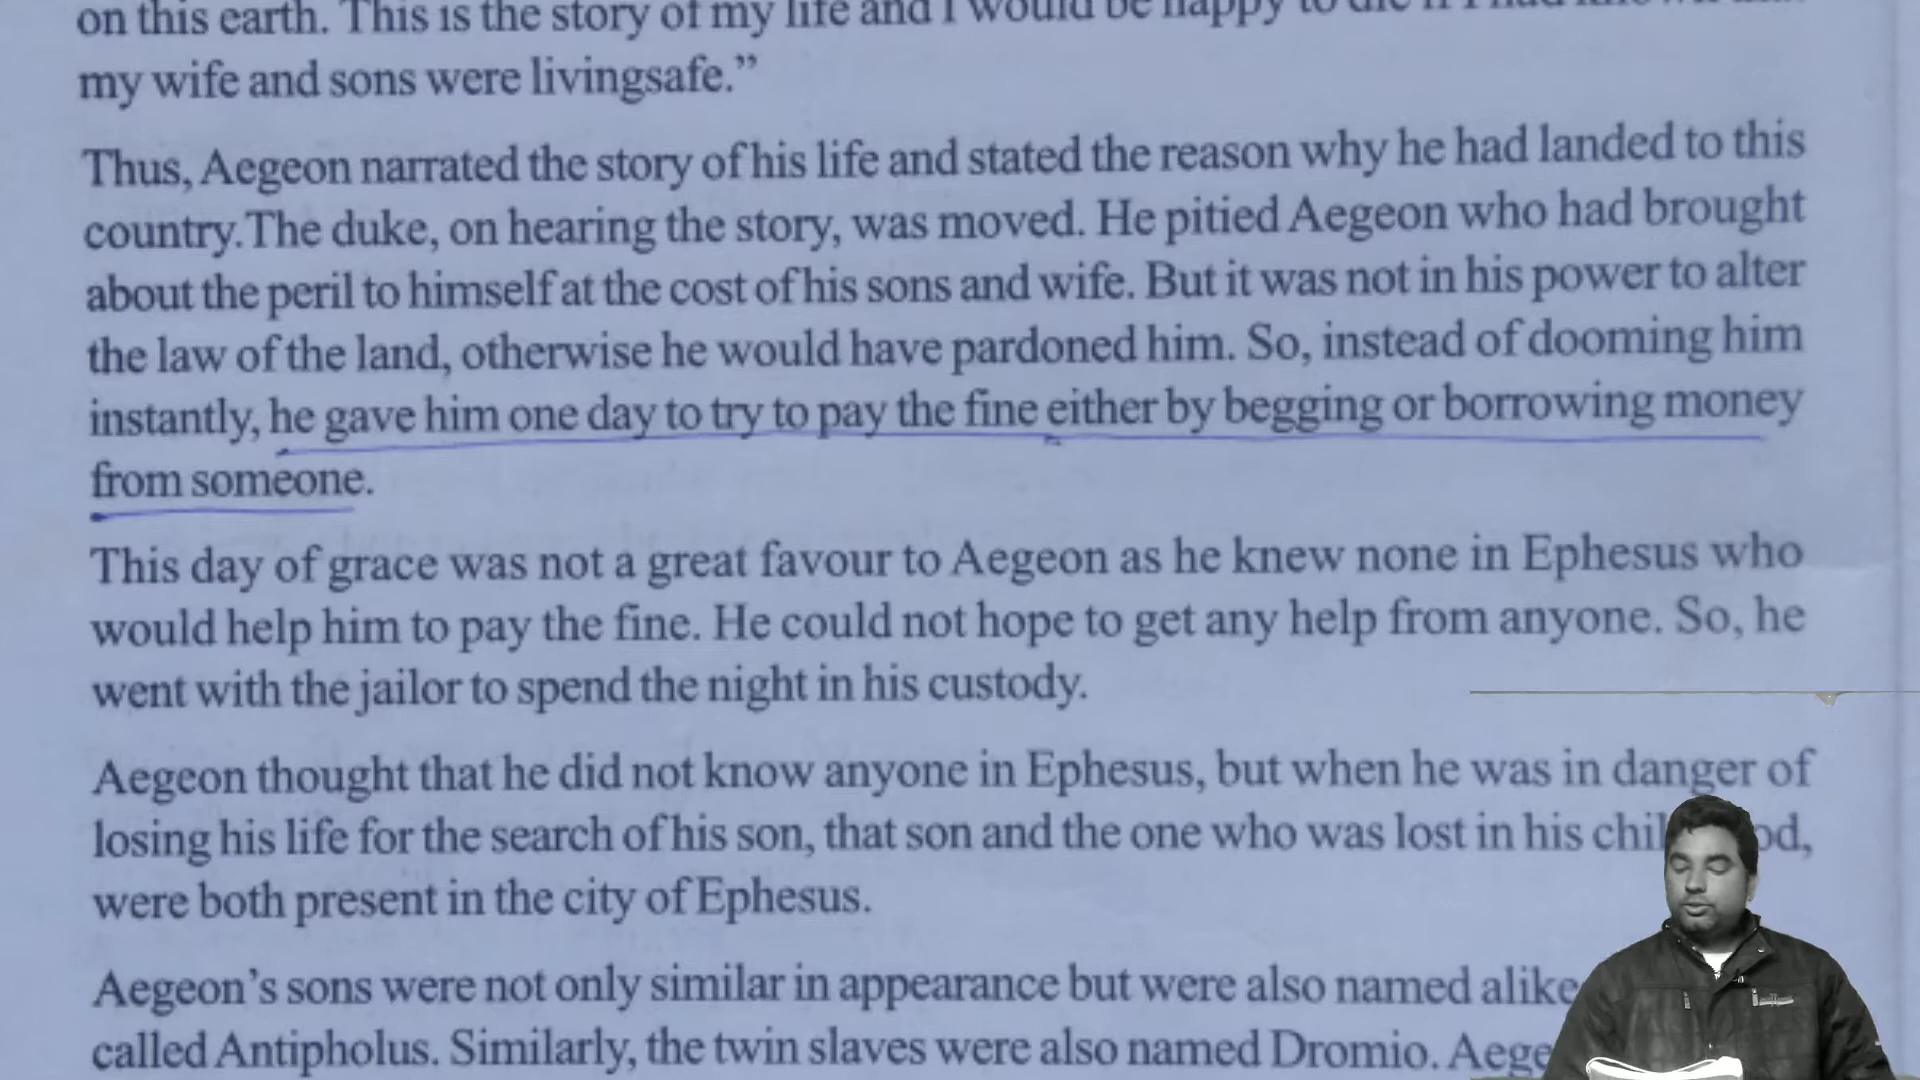 on this earth. This is the story of my life and I would be happy to die if I had
my wife and sons were livingsafe.”
Thus, Aegeon narrated the story of his life and stated the reason why he had landed to this
country.The duke, on hearing the story, was moved. He pitied Aegeon who had brought
about the peril to himself at the cost of his sons and wife. But it was not in his power to alter
the law of the land, otherwise he would have pardoned him. So, instead of dooming him
instantly, he gave him one day to try to pay the fine either by begging or borrowing money
from someone.
This day of grace was not a great favour to Aegeon as he knew none in Ephesus who
would help him to pay the fine. He could not hope to get any help from anyone. So, he
went with the jailor to spend the night in his custody.
Aegeon thought that he did not know anyone in Ephesus, but when he was in danger of
losing his life for the search of his son, that son and the one who was lost in his
were both present in the city of Ephesus.
Aegeon’s sons were not only similar in appearance but were also named alike
called Antipholus. Similarly, the twin slaves were also named Dromio.